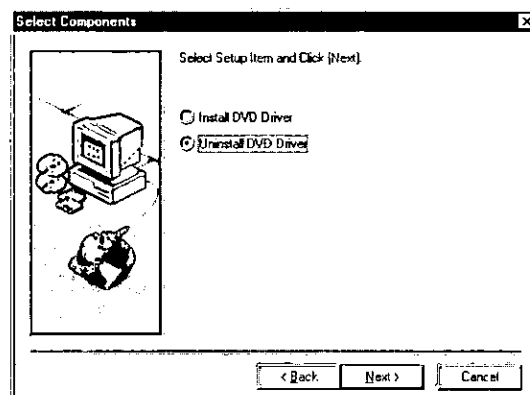 Select Components
Select Setup Item and Click [Next].
Install DVD Driver
Uninstall DVD Driver
< Back
Next >
Cancel